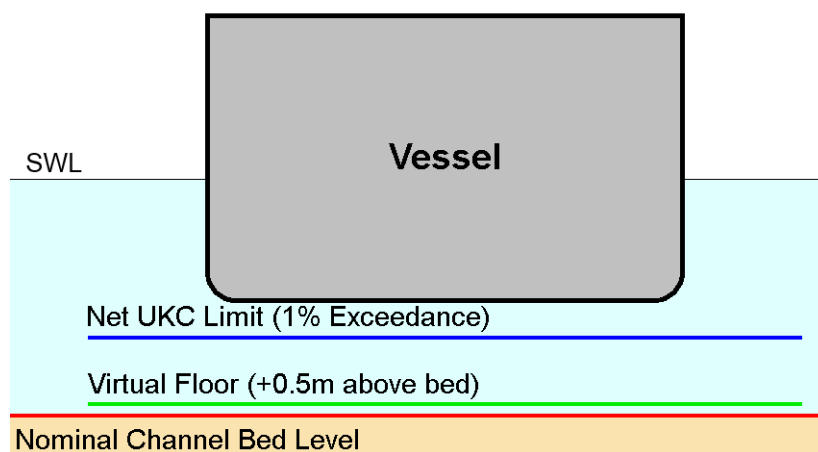 Vessel
SWL
Net UKC Limit (1% Exceedance)
Virtual Floor (+0.5m above bed)
Nominal Channel Bed Level